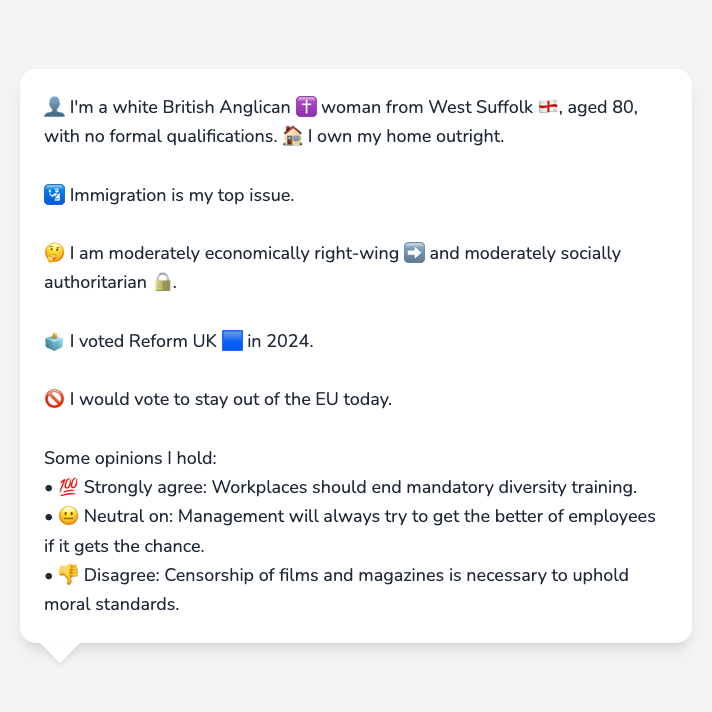 👤 I'm a white British Anglican ✝️ woman from West Suffolk 🏴󠁧󠁢󠁥󠁮󠁧󠁿, aged 80,
with no formal qualifications. 🏠 I own my home outright.
🛂 Immigration is my top issue.
🤔 I am moderately economically right-wing ➡️ and moderately socially
authoritarian 🔒.
🗳️ I voted Reform UK 🟦 in 2024.
🚫 I would vote to stay out of the EU today.
Some opinions I hold:
• 💯 Strongly agree: Workplaces should end mandatory diversity training.
• 😐 Neutral on: Management will always try to get the better of employees
if it gets the chance.
• 👎 Disagree: Censorship of films and magazines is necessary to uphold
moral standards.